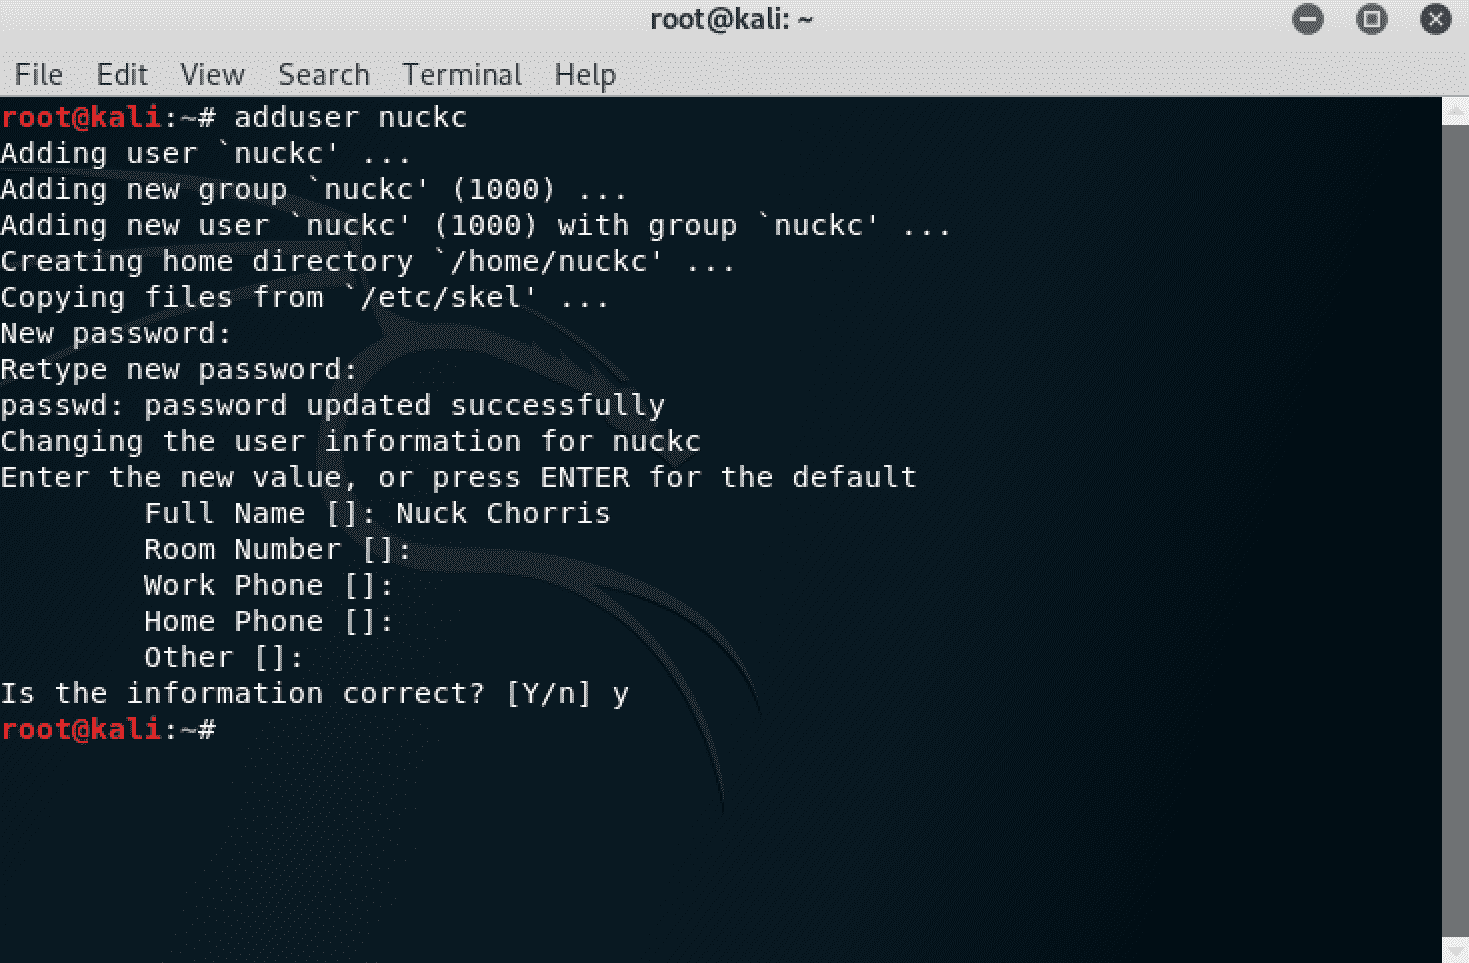 root@kali: ~
File Edit View Search Terminal Help
root@kali:~# adduser nuckc
Adding user `nuckc' ...
Adding new group `nuckc' (1000) ...
Adding new user `nuckc' (1000) with group `nuckc' ...
Creating home directory `/home/nuckc' ...
Copying files from `/etc/skel' ...
New password:
Retype new password:
passwd: password updated successfully
Changing the user information for nuckc
Enter the new value, or press ENTER for the default
        Full Name []: Nuck Chorris
        Room Number []:
        Work Phone []:
        Home Phone []:
        Other []:
Is the information correct? [Y/n] y
root@kali:~#